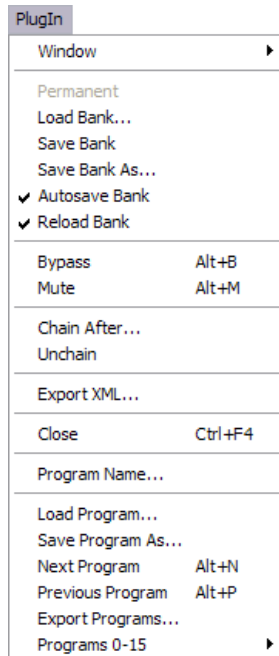 PlugIn
Window
Permanent
Load Bank...
Save Bank
Save Bank As...
Autosave Bank
Reload Bank
Bypass Alt+B
Mute Alt+M
Chain After...
Unchain
Export XML...
Close Ctrl+F4
Program Name...
Load Program...
Save Program As...
Next Program Alt+N
Previous Program Alt+P
Export Programs...
Programs 0-15